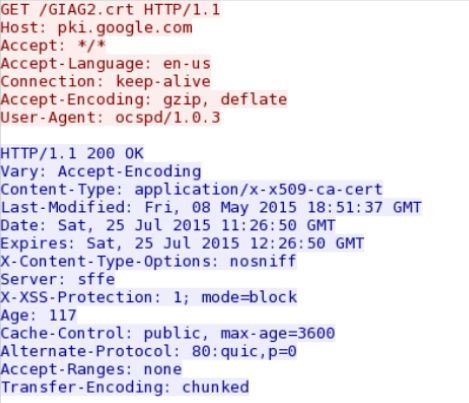 GET /GIAG2.crt HTTP/1.1
Host: pki.google.com
Accept: */*
Accept-Language: en-us
Connection: keep-alive
Accept-Encoding: gzip, deflate
User-Agent: ocspd/1.0.3
HTTP/1.1 200 OK
Vary: Accept-Encoding
Content-Type: application/x-x509-ca-cert
Last-Modified: Fri, 08 May 2015 18:51:37 GMT
Date: Sat, 25 Jul 2015 11:26:50 GMT
Expires: Sat, 25 Jul 2015 12:26:50 GMT
X-Content-Type-Options: nosniff
Server: sffe
X-XSS-Protection: 1; mode=block
Age: 117
Cache-Control: public, max-age=3600
Alternate-Protocol: 80:quic,p=0
Accept-Ranges: none
Transfer-Encoding: chunked